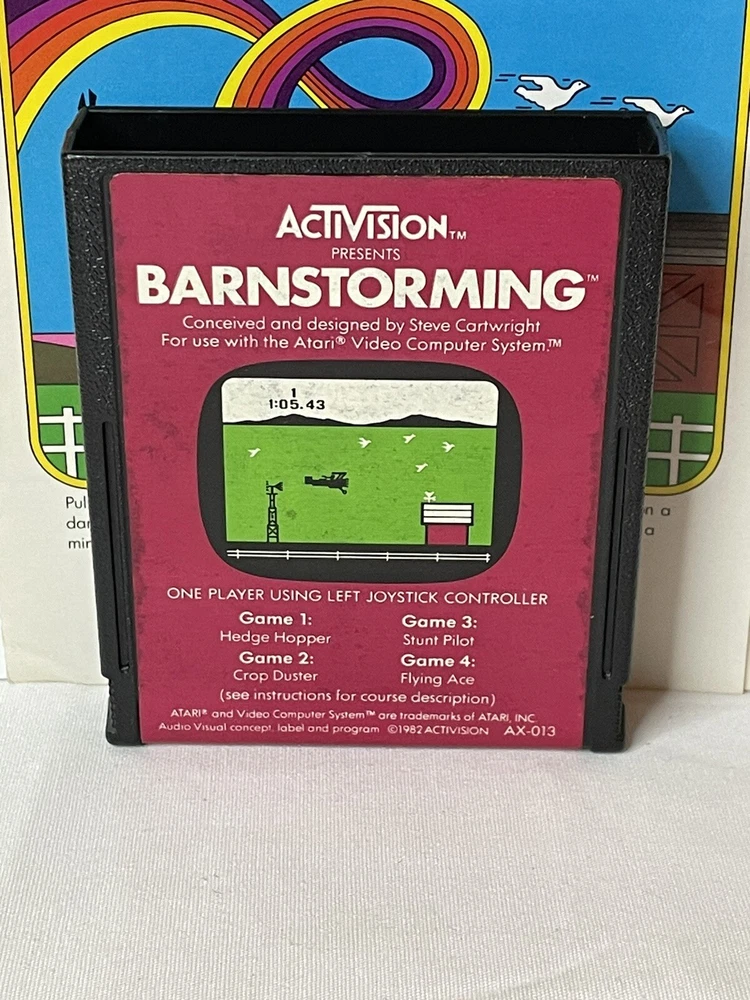 ACTIVISION™
PRESENTS
BARNSTORMING™
Conceived and designed by Steve Cartwright
For use with the Atari® Video Computer System.™
1
1:05.43
ONE PLAYER USING LEFT JOYSTICK CONTROLLER
Game 1:
Hedge Hopper
Game 2:
Crop Duster
Game 3:
Stunt Pilot
Game 4:
Flying Ace
(see instructions for course description)
ATARI® and Video Computer System™ are trademarks of ATARI, INC.
Audio Visual concept, label and program ©1982 ACTIVISION AX-013